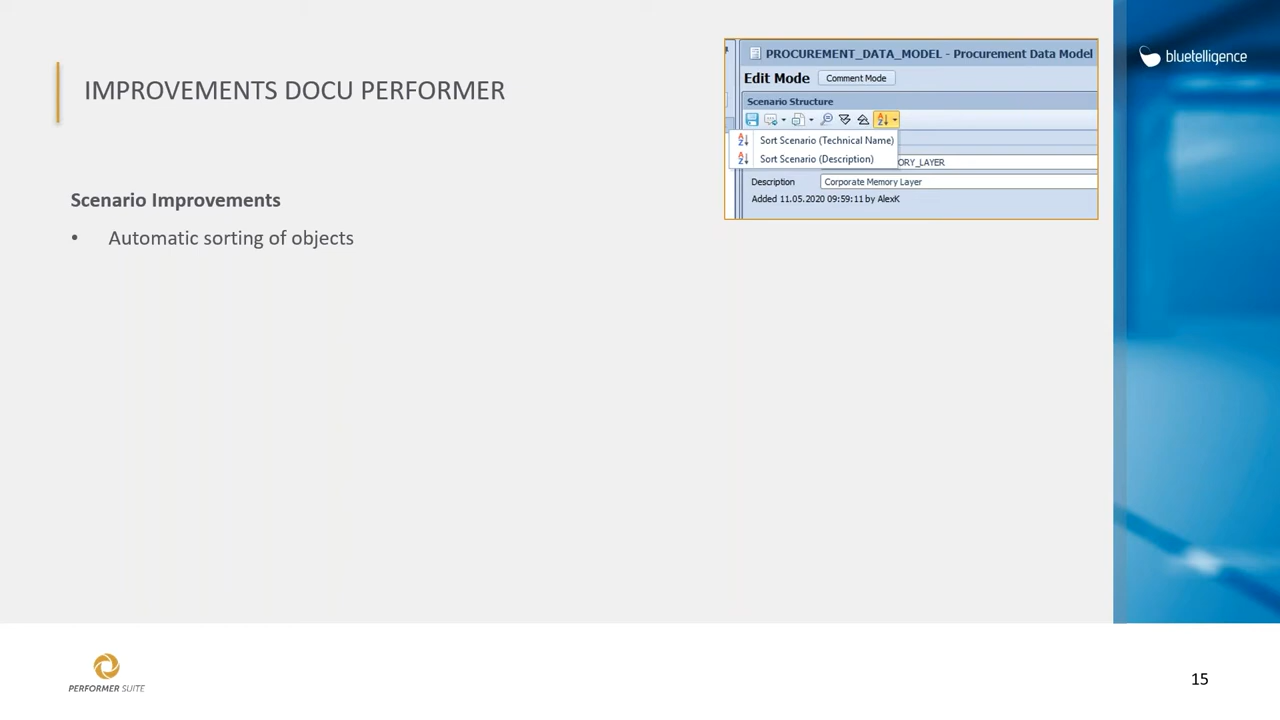 IMPROVEMENTS DOCU PERFORMER
Scenario Improvements
• Automatic sorting of objects
PROCUREMENT_DATA_MODEL - Procurement Data Model
Edit Mode Comment Mode
Scenario Structure
Sort Scenario (Technical Name)
Sort Scenario (Description)
ORY_LAYER
Description Corporate Memory Layer
Added 11.05.2020 09:59:11 by AlexK
bluetelligence
PERFORMER SUITE
15